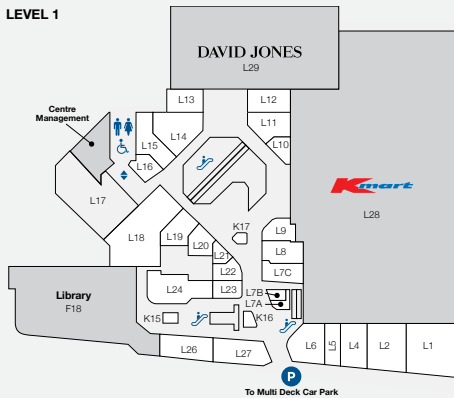 LEVEL 1
DAVID JONES
L29
L13
L12
Centre
Management
L11
L14
L15
L10
L16
Kmart
L17
L28
K17
L9
L18
L19
L20
L8
L21
L22
L7C
L24
L23
L7B
L7A
Library
F18
K15
K16
L26
L27
L6
L5
L4
L2
L1
P
To Multi Deck Car Park